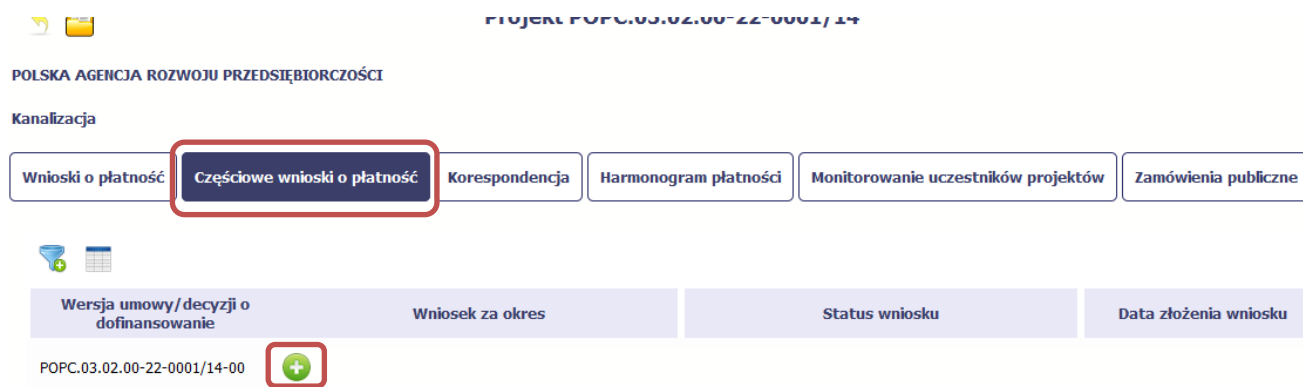 Projekt POPC.03.02.00-22-0001/14
POLSKA AGENCJA ROZWOJU PRZEDSIĘBIORCZOŚCI
Kanalizacja
Wnioski o płatność Częściowe wnioski o płatność Korespondencja Harmonogram płatności Monitorowanie uczestników projektów Zamówienia publiczne
Wersja umowy/decyzji o dofinansowanie Wniosek za okres Status wniosku Data złożenia wniosku
POPC.03.02.00-22-0001/14-00